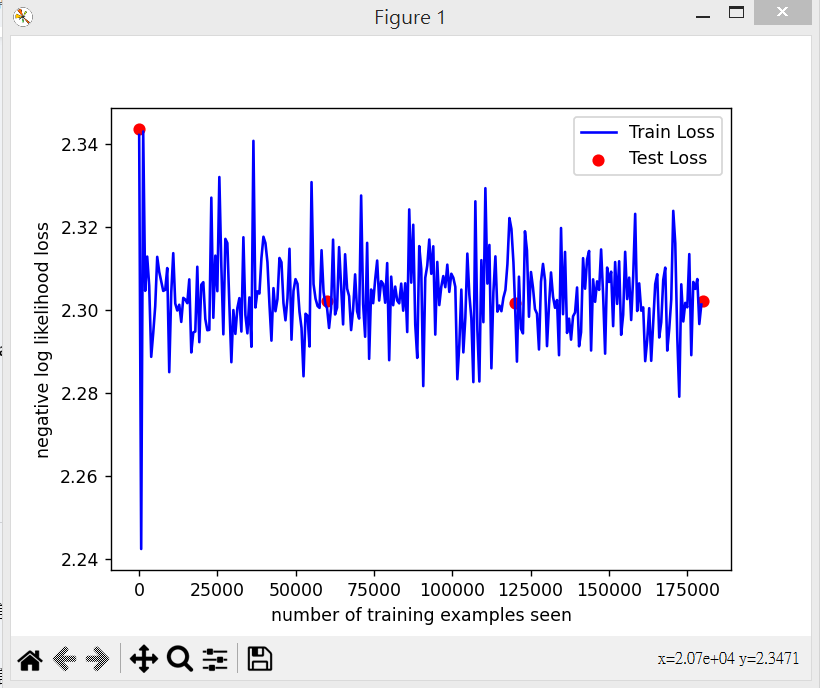 Figure 1
Train Loss
Test Loss
2.34
2.32
2.30
2.28
2.26
2.24
negative log likelihood loss
0 25000 50000 75000 100000 125000 150000 175000
number of training examples seen
x=2.07e+04 y=2.3471